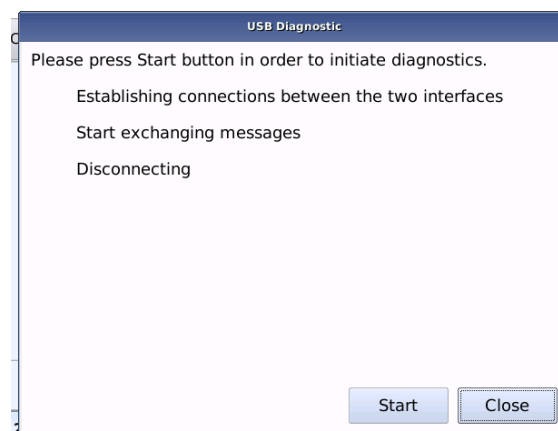 USB Diagnostic
Please press Start button in order to initiate diagnostics.
Establishing connections between the two interfaces
Start exchanging messages
Disconnecting
Start Close